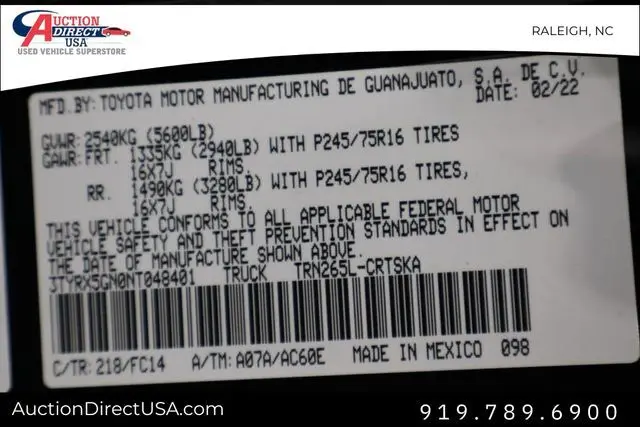 AUCTION
DIRECT
USA
USED VEHICLE SUPERSTORE
RALEIGH, NC
MFD.BY: TOYOTA MOTOR MANUFACTURING DE GUANAJUATO, S.A. DE C.V.
DATE: 02/22
GVWR: 2540KG (5600LB)
GAWR: FRT. 1335KG (2940LB) WITH P245/75R16 TIRES
16X7J RIMS.
RR. 1490KG (3280LB) WITH P245/75R16 TIRES,
16X7J RIMS.
THIS VEHICLE CONFORMS TO ALL APPLICABLE FEDERAL MOTOR
VEHICLE SAFETY AND THEFT PREVENTION STANDARDS IN EFFECT ON
THE DATE OF MANUFACTURE SHOWN ABOVE.
3TYRX5GN0NT048401 TRUCK TRN265L-CRTSKA
C/TR: 218/FC14 A/TM: A07A/AC60E MADE IN MEXICO 098
AuctionDirectUSA.com
919.789.6900